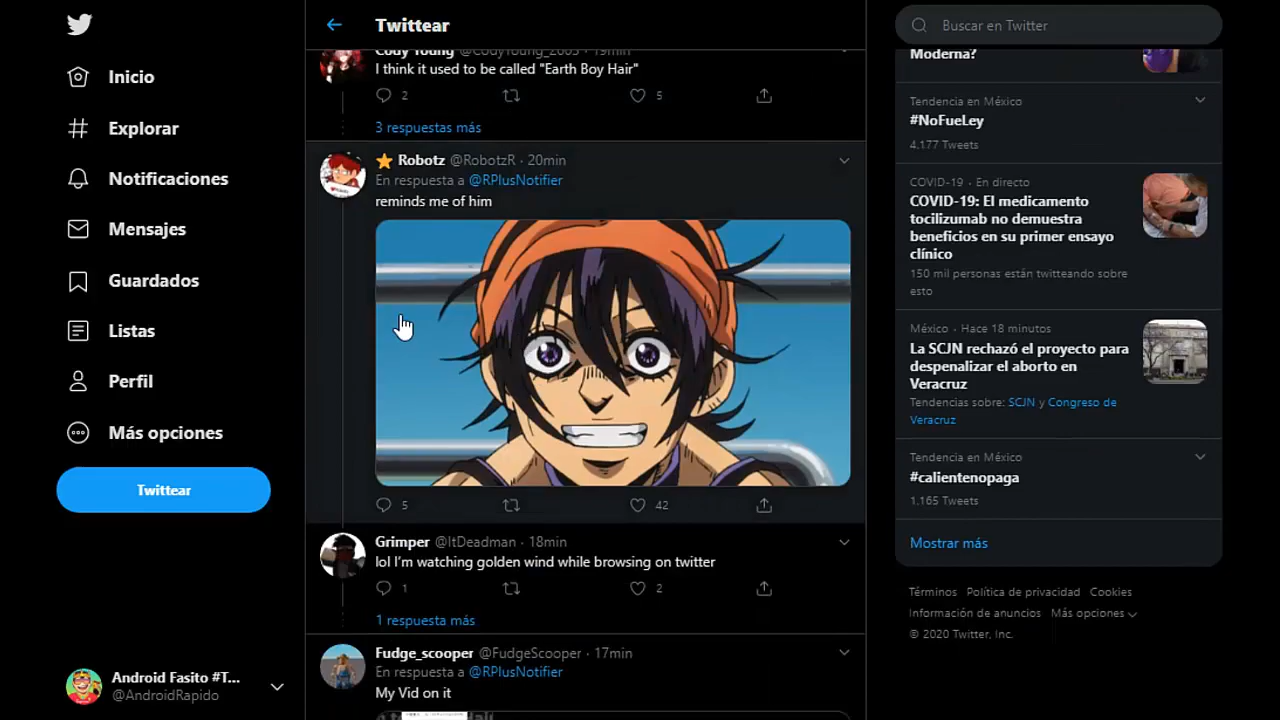 Inicio
Explorar
Notificaciones
Mensajes
Guardados
Listas
Perfil
Más opciones
Twittear
Android Fasito #T...
@AndroidRapido
Twittear
Cody Young @CodyYoung_2005 · 19min
I think it used to be called "Earth Boy Hair"
2
5
3 respuestas más
Robotz @RobotzR · 20min
En respuesta a @RPlusNotifier
reminds me of him
5
42
Grimper @ItDeadman · 18min
lol I'm watching golden wind while browsing on twitter
1
2
1 respuesta más
Fudge_scooper @FudgeScooper · 17min
En respuesta a @RPlusNotifier
My Vid on it
Buscar en Twitter
Moderna?
Tendencia en México
#NoFueLey
4,177 Tweets
COVID-19 · En directo
COVID-19: El medicamento
tocilizumab no demuestra
beneficios en su primer ensayo
clínico
150 mil personas están twitteando sobre
esto
México · Hace 18 minutos
La SCJN rechazó el proyecto para
despenalizar el aborto en
Veracruz
Tendencias sobre: SCJN y Congreso de
Veracruz
Tendencia en México
#calientenopaga
1,165 Tweets
Mostrar más
Términos Política de privacidad Cookies
Información de anuncios Más opciones
© 2020 Twitter, Inc.